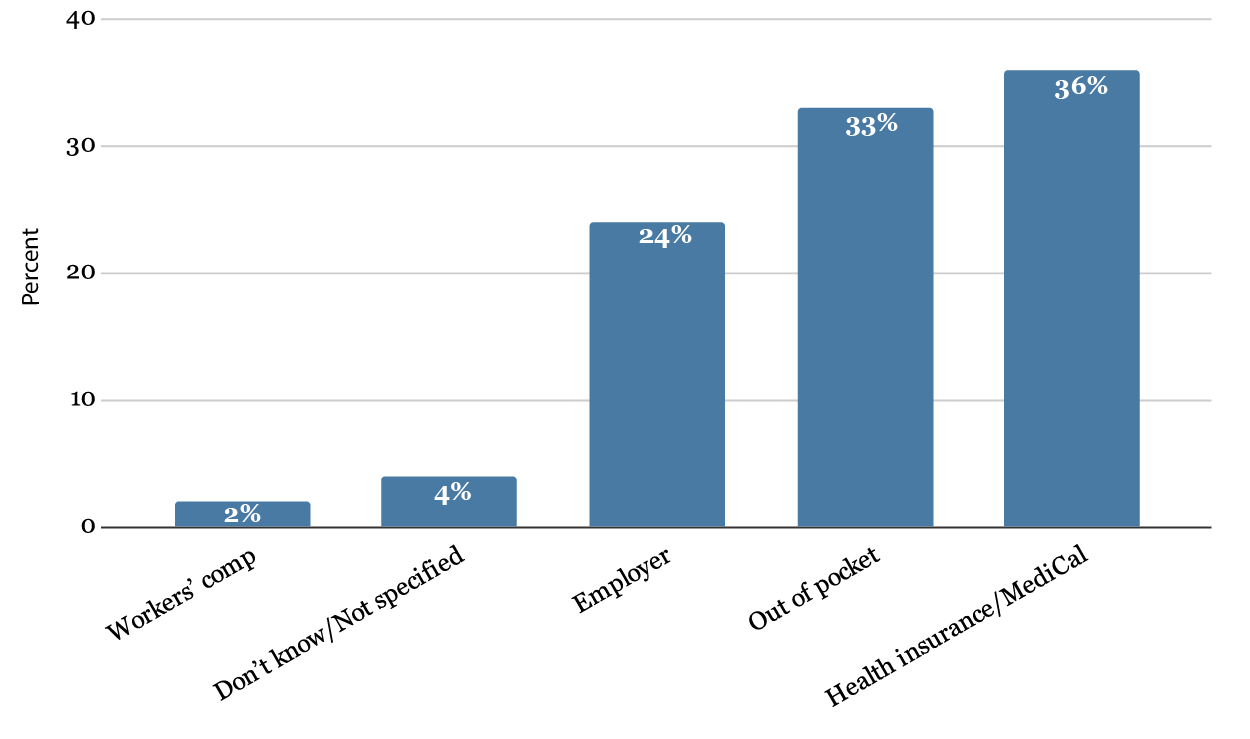 40
30
20
10
0
Percent
2%
4%
24%
33%
36%
Workers’ comp
Don’t know/Not specified
Employer
Out of pocket
Health insurance/MediCal